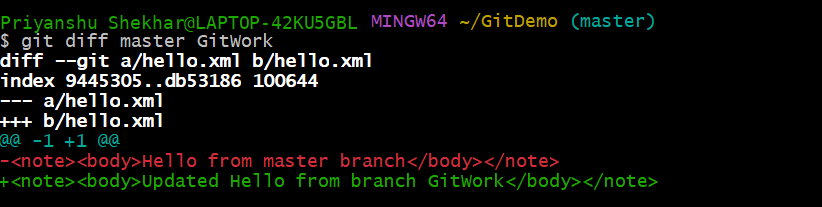 Priyanshu Shekhar@LAPTOP-42KU5GBL MINGW64 ~/GitDemo (master)
$ git diff master GitWork
diff --git a/hello.xml b/hello.xml
index 9445305..db53186 100644
--- a/hello.xml
+++ b/hello.xml
@@ -1 +1 @@
-<note><body>Hello from master branch</body></note>
+<note><body>Updated Hello from branch GitWork</body></note>